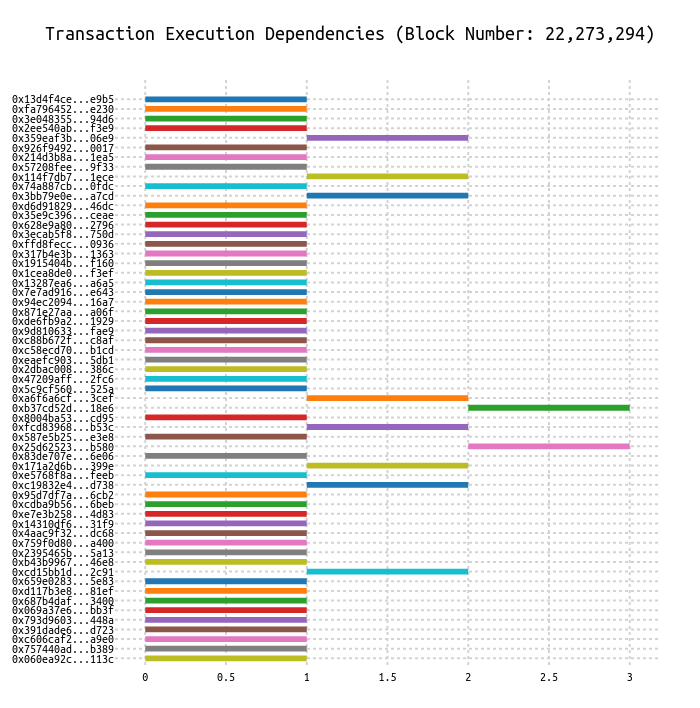 Transaction Execution Dependencies (Block Number: 22,273,294)
0x13d4f4ce...e9b5
0xfa796452...e230
0x3e048355...94d6
0x2ee540ab...f3e9
0x359eaf3b...06e9
0x926f9492...0017
0x214d3b8a...1ea5
0x57208fee...9f33
0x114f7db7...1ece
0x74a887cb...0fdc
0x3bb79e0e...a7cd
0xd6d91829...46dc
0x35e9c396...ceae
0x628e9a80...2796
0x3ecab5f8...750d
0xffd8fecc...0936
0x317b4e3b...1363
0x1915404b...f160
0x1cea8de0...f3ef
0x13287ea6...a6a5
0x7e7ad916...e643
0x94ec2094...16a7
0x871e27aa...a06f
0xde6fb9a2...1929
0x9d810633...fae9
0xc88b672f...c8af
0xc58ecd70...b1cd
0xeaefc903...5db1
0x2dbac008...386c
0x47209aff...2fc6
0x5c9cf560...525a
0xa6f6a6cf...3cef
0xb37cd52d...18e6
0x8004ba53...cd95
0xfcd83968...b53c
0x587e5b25...e3e8
0x25d62523...b580
0x83de707e...6e06
0x171a2d6b...399e
0xe5768f8a...feeb
0xc19832e4...d738
0x95d7df7a...6cb2
0xcdba9b56...6beb
0xe7e3b258...4d83
0x14310df6...31f9
0x4aac9f32...dc68
0x759f0d80...a400
0x2395465b...5a13
0xb43b9967...46e8
0xcd15bb1d...2c91
0x659e0283...5e83
0xd117b3e8...81ef
0x687b4daf...3400
0x069a37e6...bb3f
0x793d9603...448a
0x391dade6...d723
0xc606caf2...a9e0
0x757440ad...b389
0x060ea92c...113c
0 0.5 1 1.5 2 2.5 3